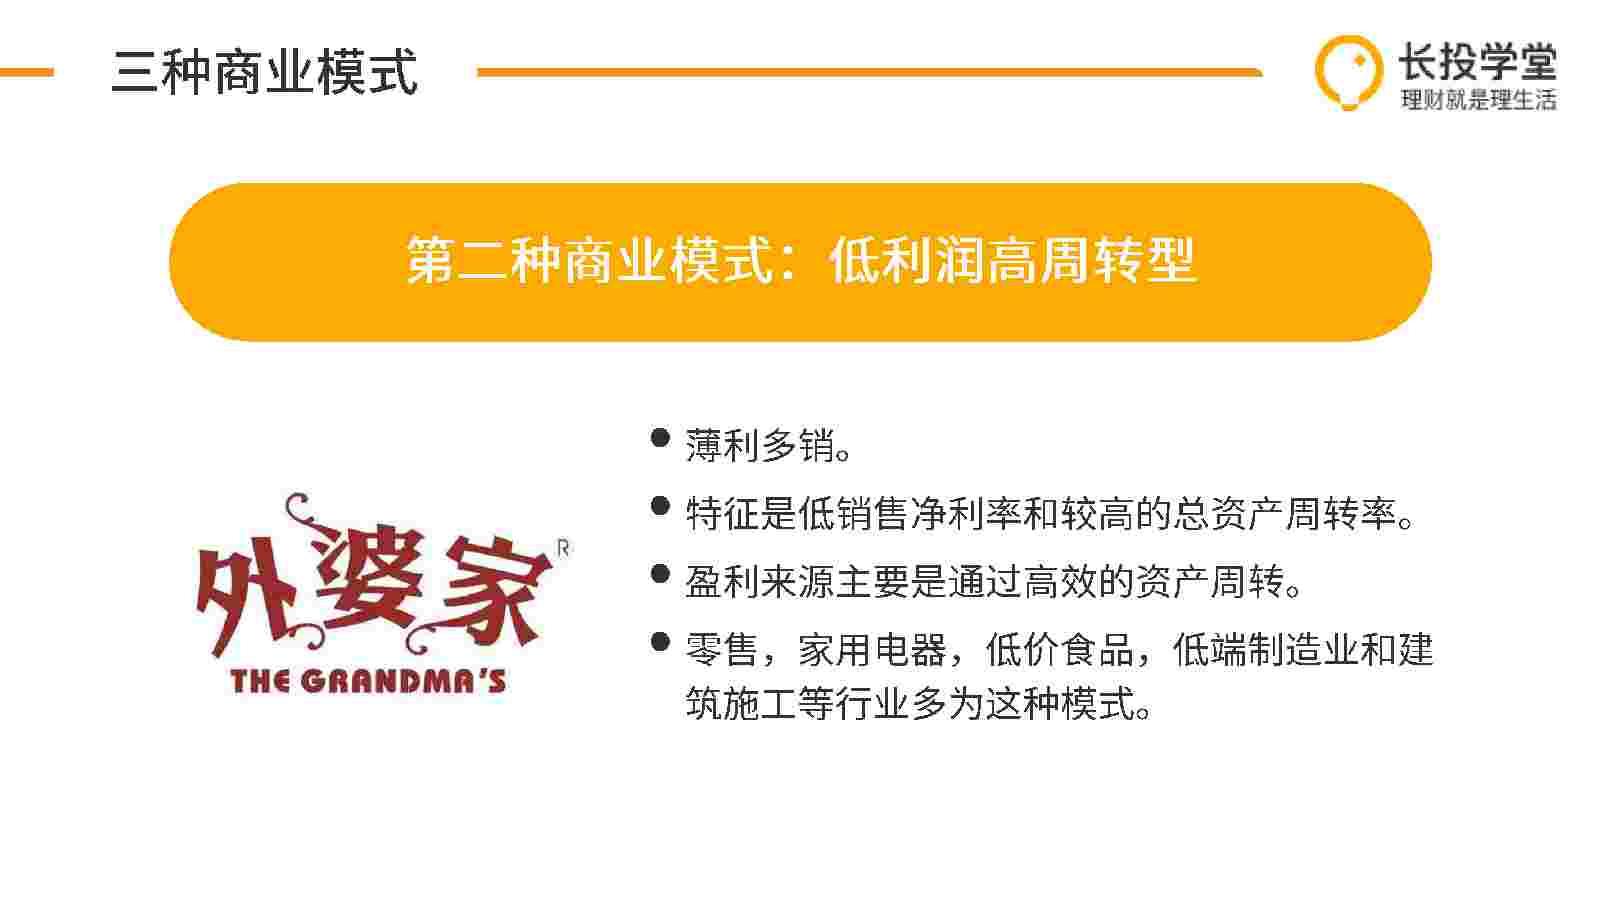 三种商业模式
长投学堂
理财就是理生活
第二种商业模式：低利润高周转型
• 薄利多销。
• 特征是低销售净利率和较高的总资产周转率。
• 盈利来源主要是通过高效的资产周转。
• 零售，家用电器，低价食品，低端制造业和建
筑施工等行业多为这种模式。
外婆家 R
THE GRANDMA'S